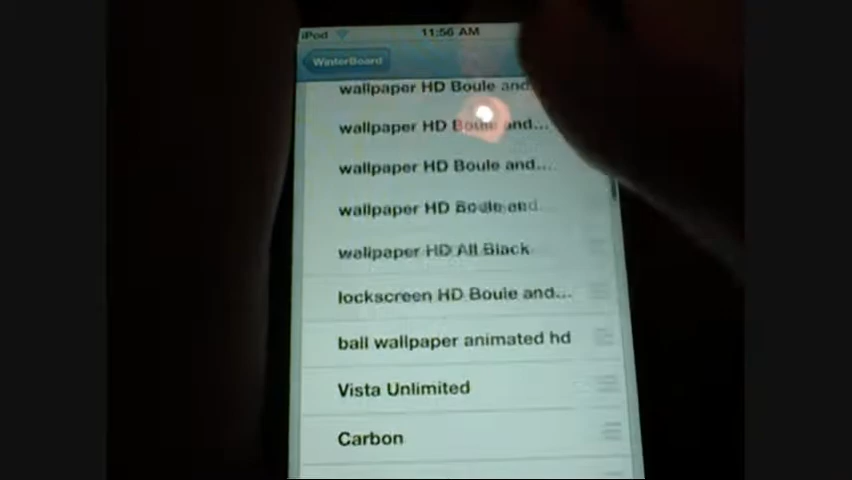 iPod 11:56 AM
WinterBoard
wallpaper HD Boule and...
wallpaper HD Boule and...
wallpaper HD Boule and...
wallpaper HD Boule and...
wallpaper HD All Black
lockscreen HD Boule and...
ball wallpaper animated hd
Vista Unlimited
Carbon